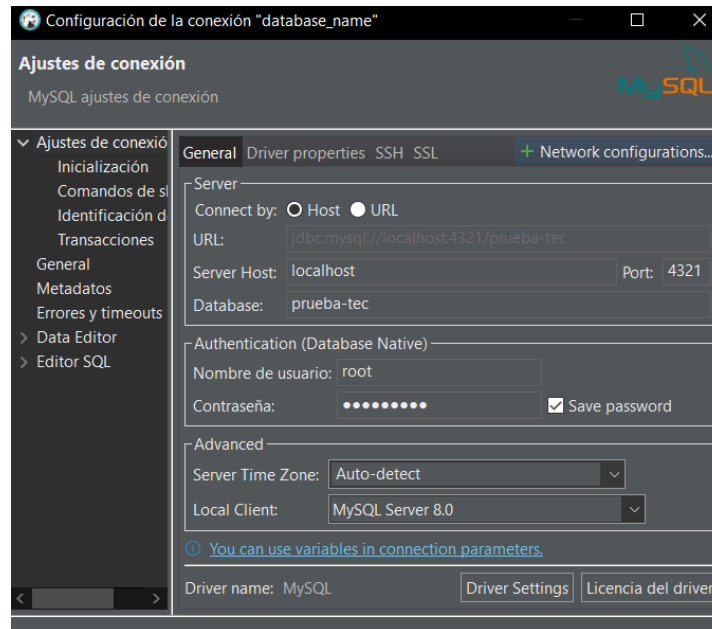 Configuración de la conexión "database_name"
Ajustes de conexión
MySQL ajustes de conexión
MySQL
Ajustes de conexió
Inicialización
Comandos de sl
Identificación d
Transacciones
General
Metadatos
Errores y timeouts
Data Editor
Editor SQL
General Driver properties SSH SSL + Network configurations...
Server
Connect by: Host URL
URL: jdbc:mysql://localhost:4321/prueba-tec
Server Host: localhost Port: 4321
Database: prueba-tec
Authentication (Database Native)
Nombre de usuario: root
Contraseña: ••••••••• Save password
Advanced
Server Time Zone: Auto-detect
Local Client: MySQL Server 8.0
You can use variables in connection parameters.
Driver name: MySQL Driver Settings Licencia del driver